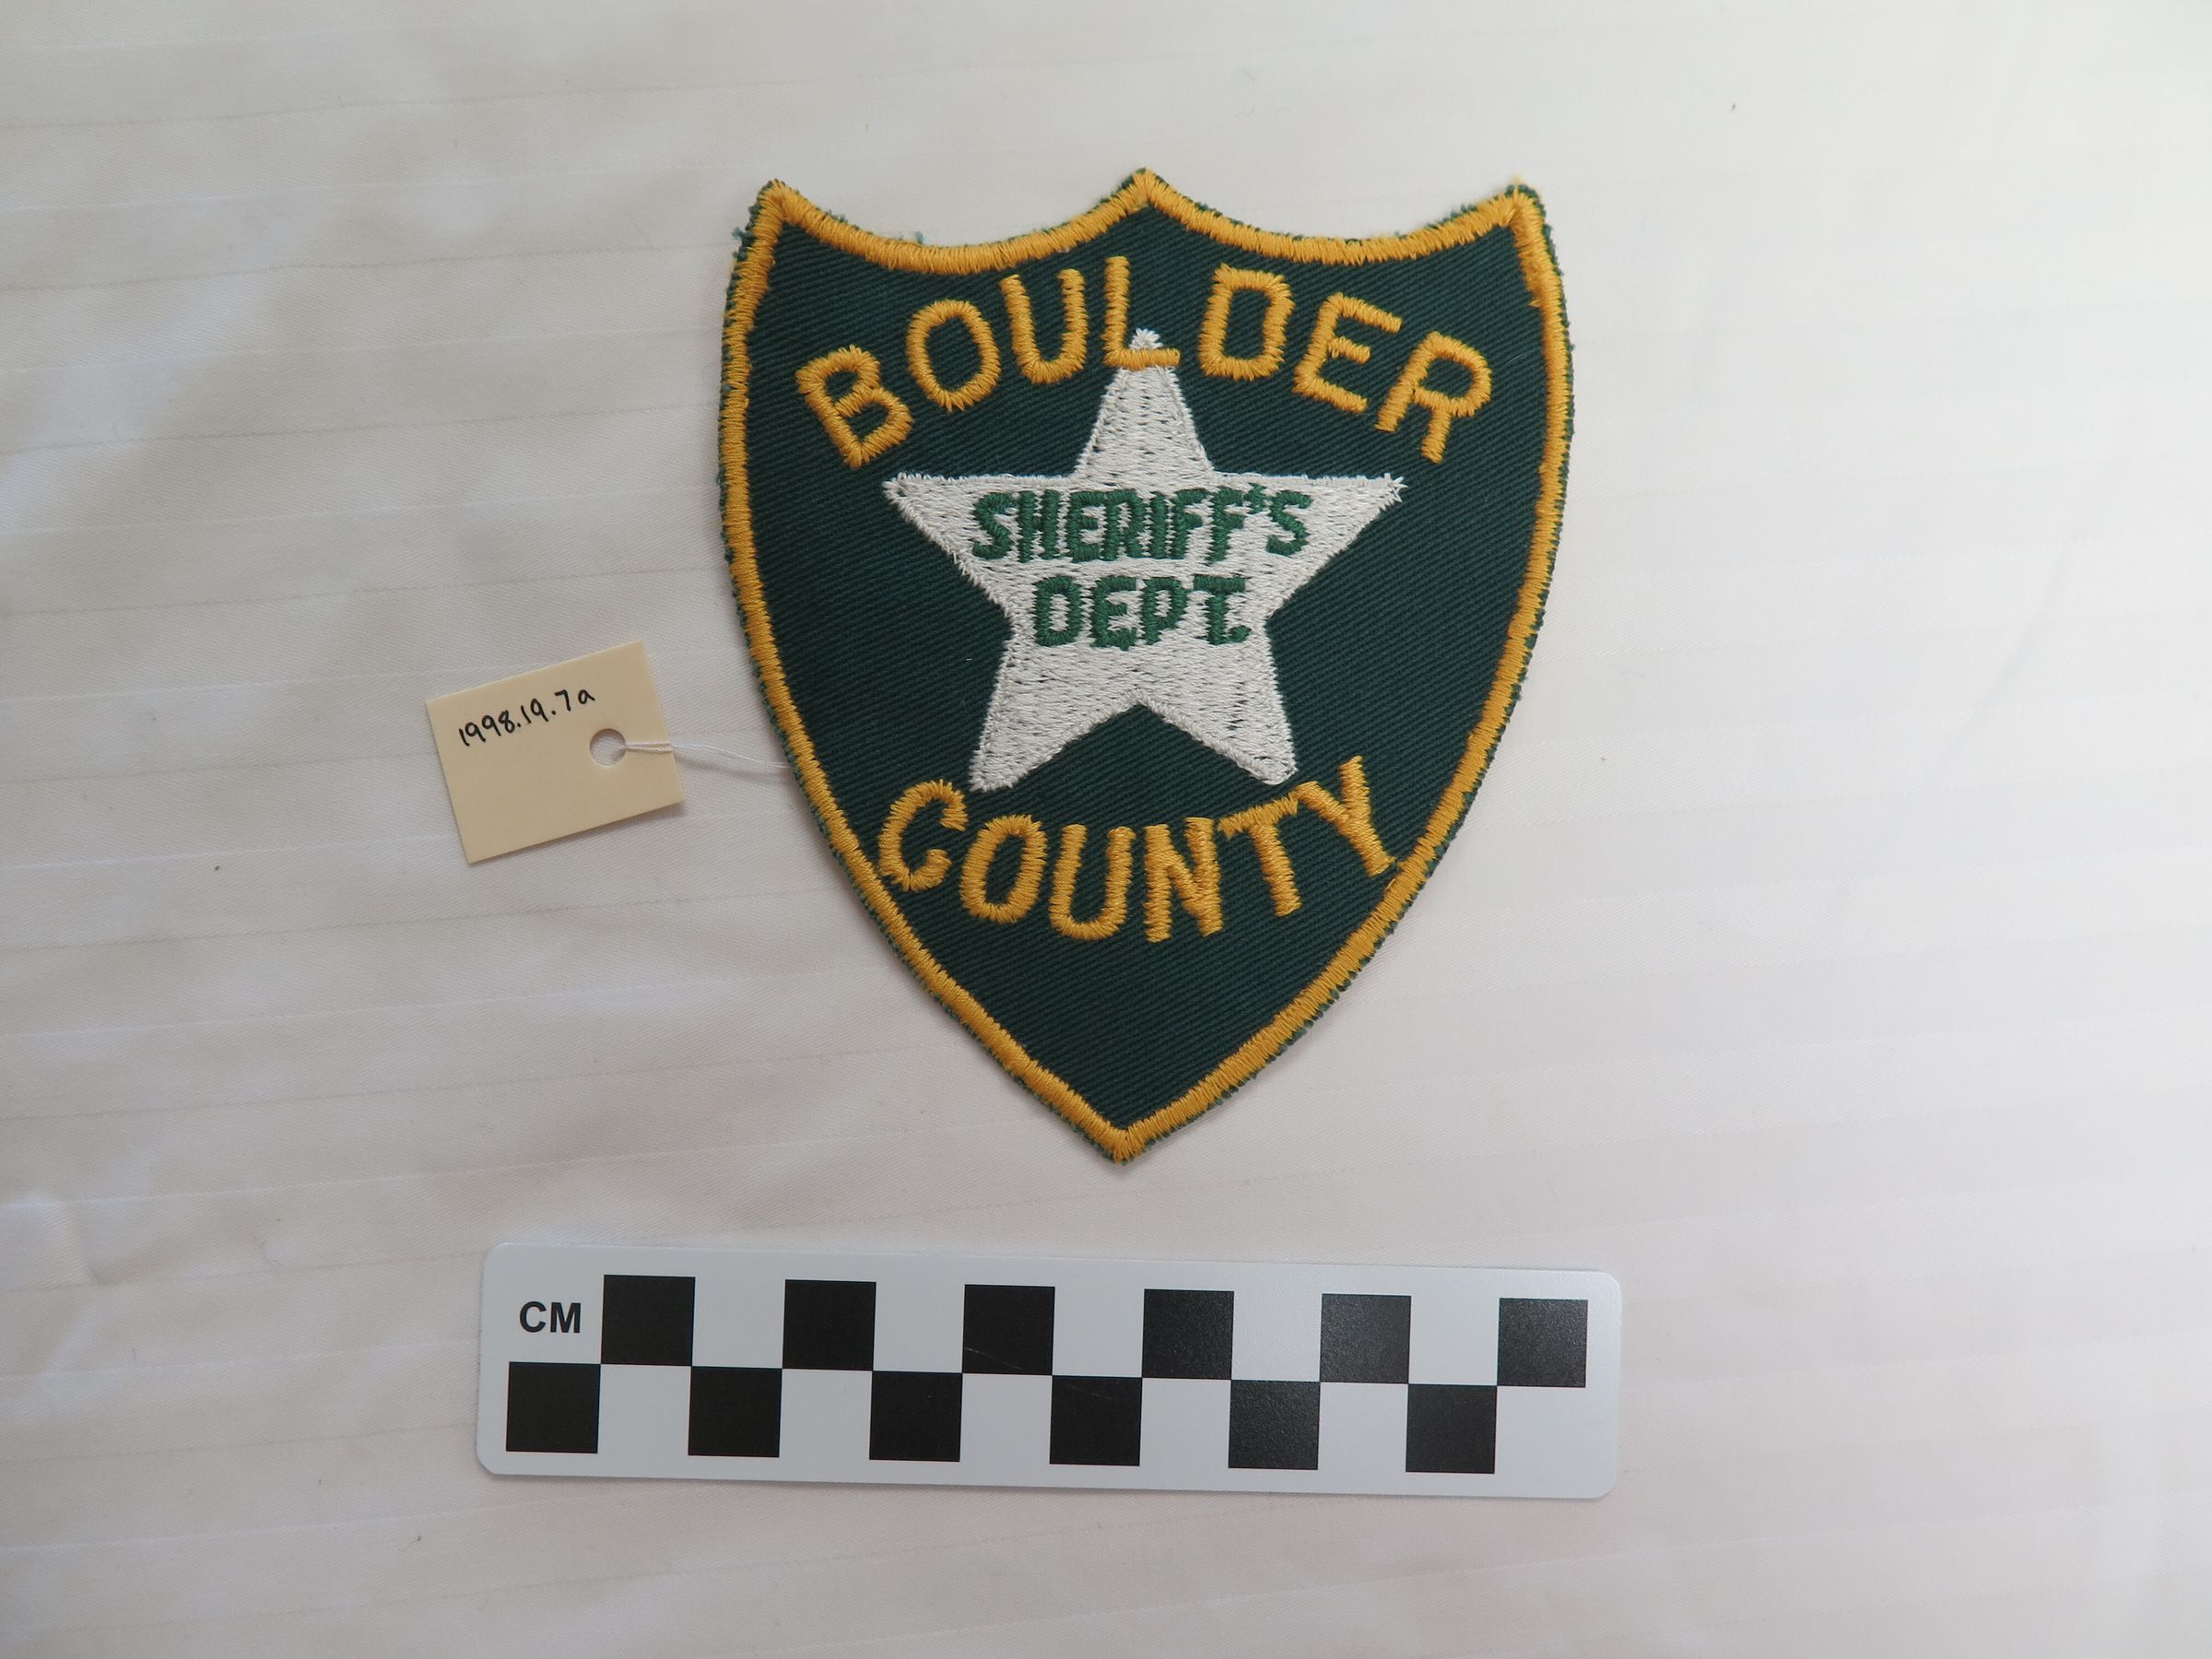 BOULDER
SHERIFF'S
DEPT.
COUNTY
1998.19.7a
CM